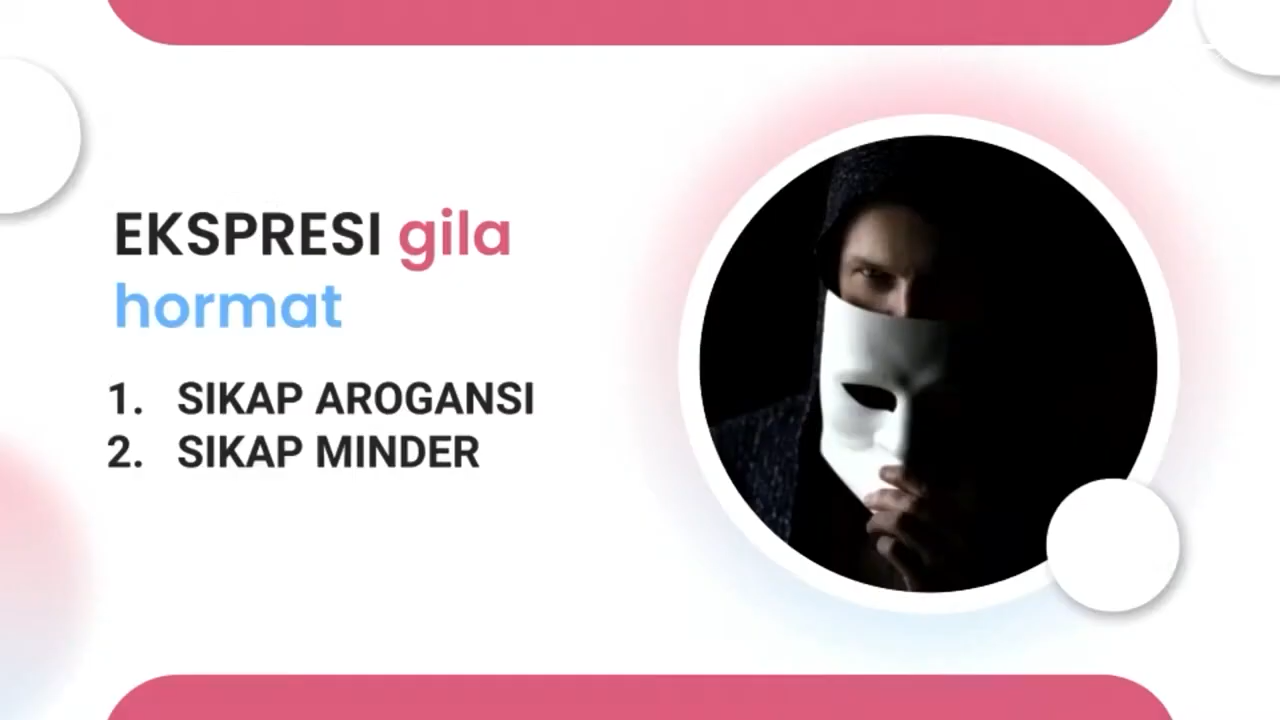 EKSPRESI gila
hormat
1. SIKAP AROGANSI
2. SIKAP MINDER